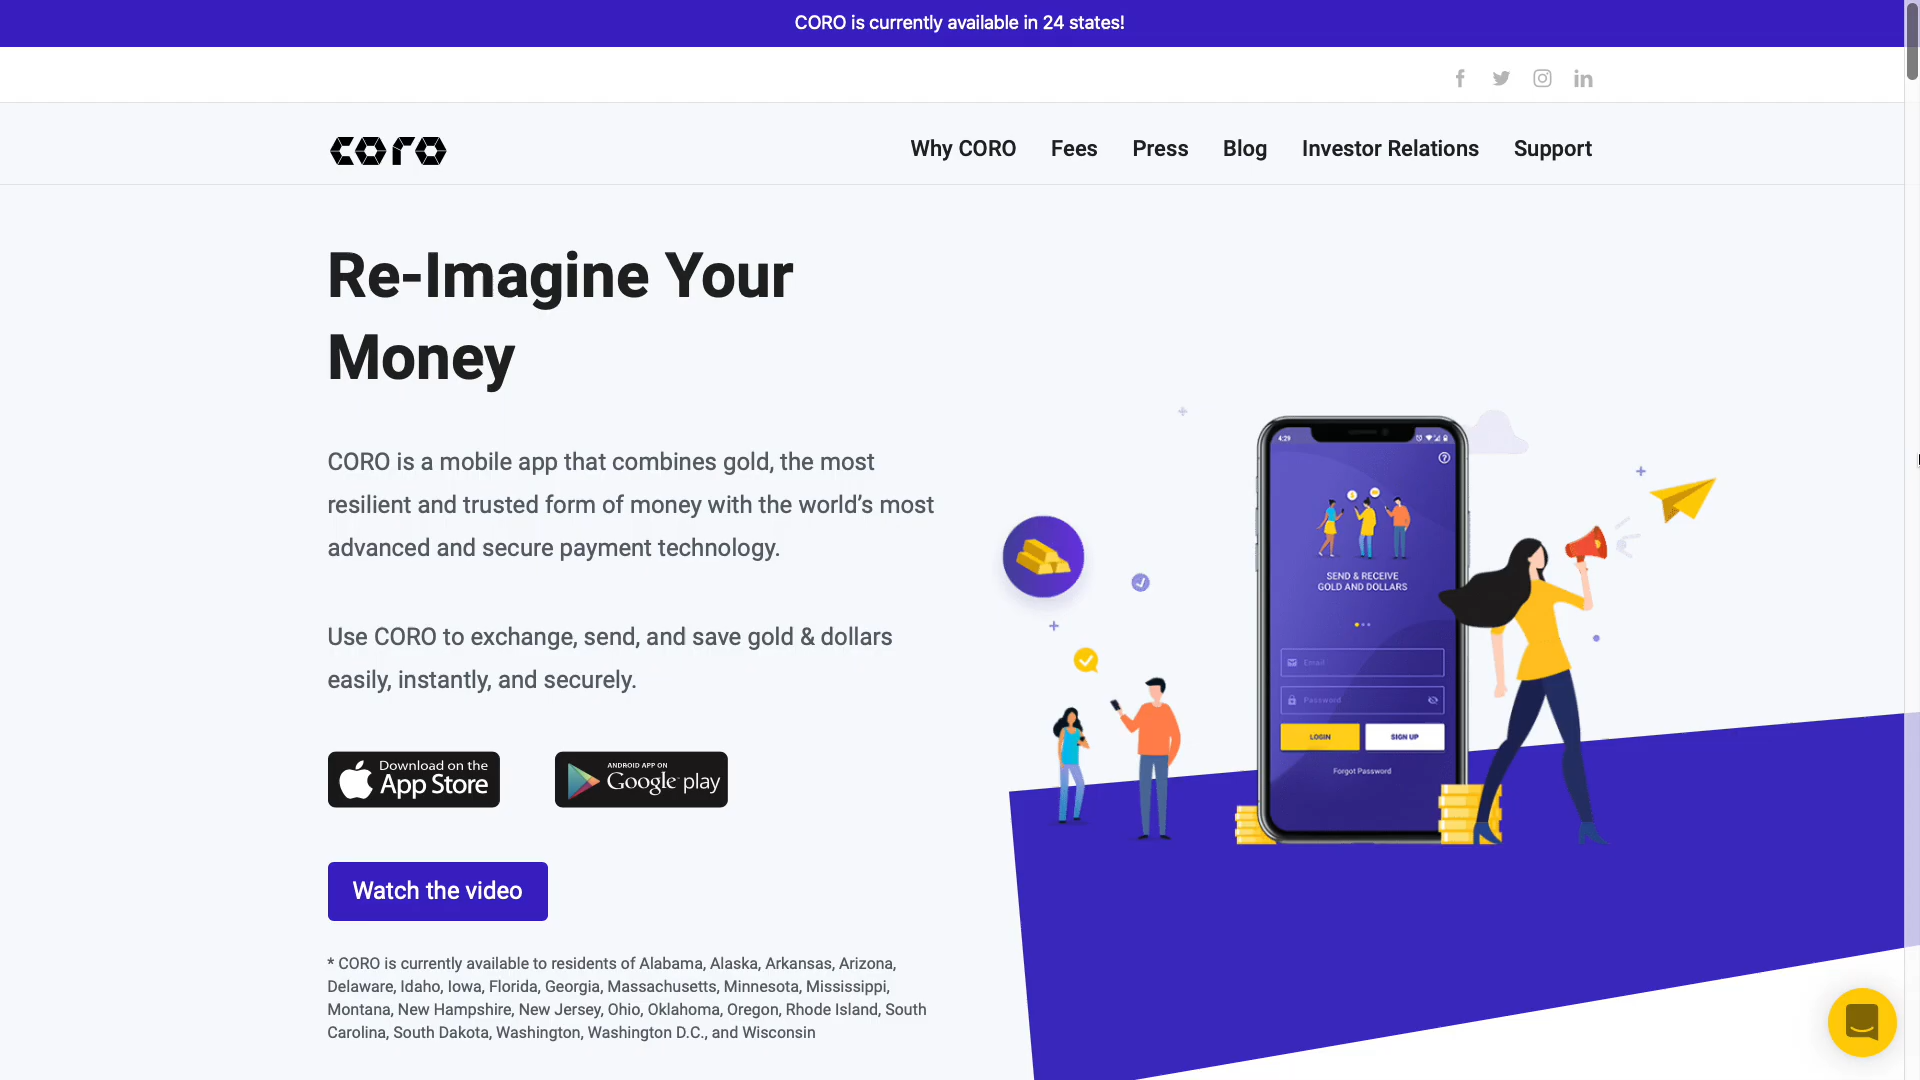 CORO is currently available in 24 states!
coro
Why CORO Fees Press Blog Investor Relations Support
Re-Imagine Your
Money
CORO is a mobile app that combines gold, the most
resilient and trusted form of money with the world’s most
advanced and secure payment technology.
Use CORO to exchange, send, and save gold & dollars
easily, instantly, and securely.
Download on the
App Store
ANDROID APP ON
Google play
Watch the video
* CORO is currently available to residents of Alabama, Alaska, Arkansas, Arizona,
Delaware, Idaho, Iowa, Florida, Georgia, Massachusetts, Minnesota, Mississippi,
Montana, New Hampshire, New Jersey, Ohio, Oklahoma, Oregon, Rhode Island, South
Carolina, South Dakota, Washington, Washington D.C., and Wisconsin
4:29
SEND & RECEIVE
GOLD AND DOLLARS
Email
Password
LOGIN SIGN UP
Forgot Password